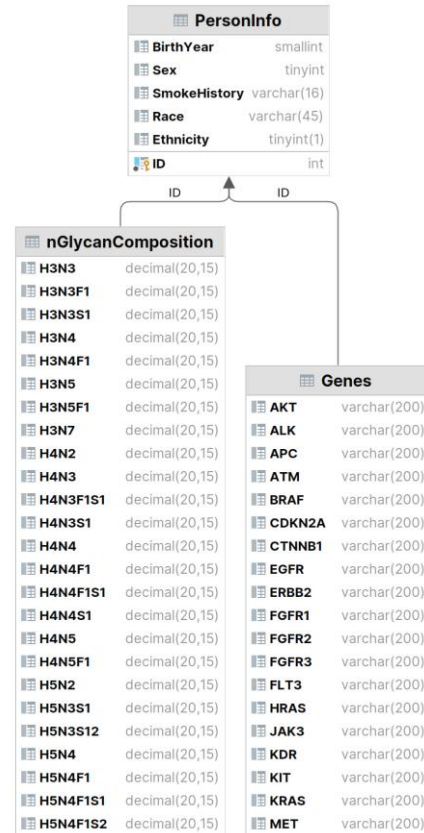 PersonInfo
BirthYear smallint
Sex tinyint
SmokeHistory varchar(16)
Race varchar(45)
Ethnicity tinyint(1)
ID int
ID ID
nGlycanComposition
H3N3 decimal(20,15)
H3N3F1 decimal(20,15)
H3N3S1 decimal(20,15)
H3N4 decimal(20,15)
H3N4F1 decimal(20,15)
H3N5 decimal(20,15)
H3N5F1 decimal(20,15)
H3N7 decimal(20,15)
H4N2 decimal(20,15)
H4N3 decimal(20,15)
H4N3F1S1 decimal(20,15)
H4N3S1 decimal(20,15)
H4N4 decimal(20,15)
H4N4F1 decimal(20,15)
H4N4F1S1 decimal(20,15)
H4N4S1 decimal(20,15)
H4N5 decimal(20,15)
H4N5F1 decimal(20,15)
H5N2 decimal(20,15)
H5N3S1 decimal(20,15)
H5N3S12 decimal(20,15)
H5N4 decimal(20,15)
H5N4F1 decimal(20,15)
H5N4F1S1 decimal(20,15)
H5N4F1S2 decimal(20,15)
Genes
AKT varchar(200)
ALK varchar(200)
APC varchar(200)
ATM varchar(200)
BRAF varchar(200)
CDKN2A varchar(200)
CTNNB1 varchar(200)
EGFR varchar(200)
ERBB2 varchar(200)
FGFR1 varchar(200)
FGFR2 varchar(200)
FGFR3 varchar(200)
FLT3 varchar(200)
HRAS varchar(200)
JAK3 varchar(200)
KDR varchar(200)
KIT varchar(200)
KRAS varchar(200)
MET varchar(200)